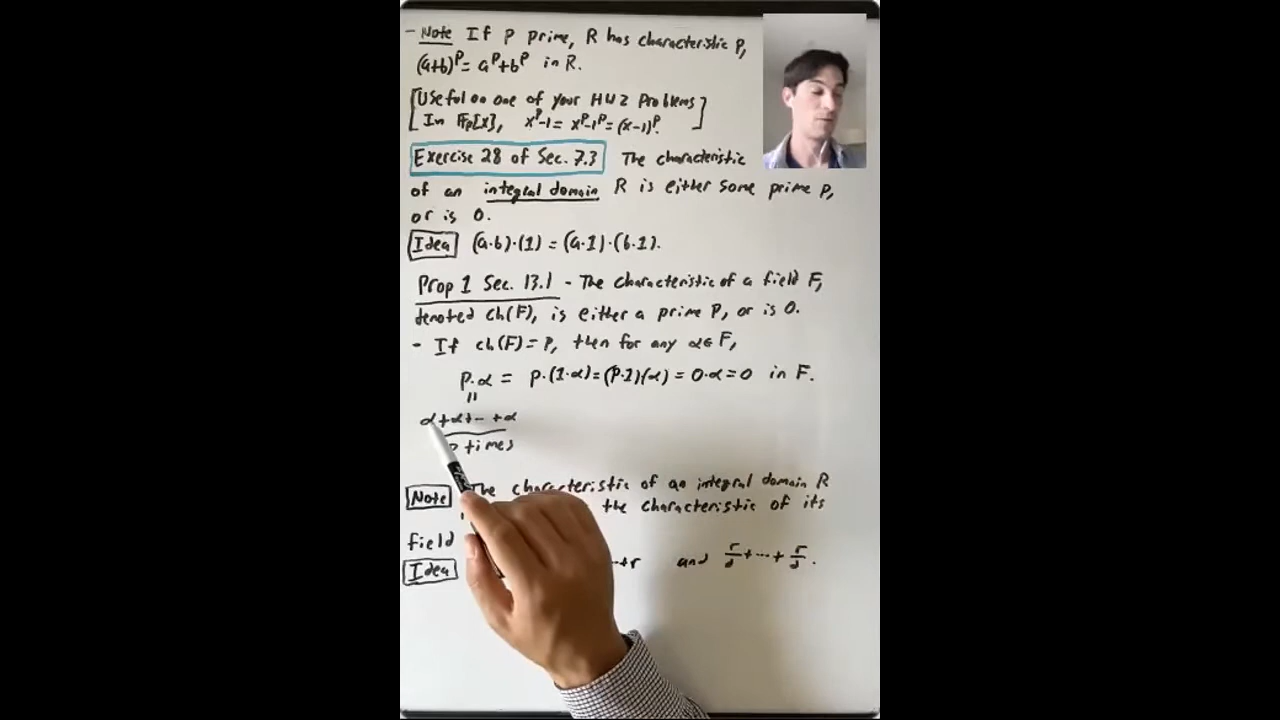 - Note If p prime, R has characteristic p,
(a+b)^p = a^p + b^p in R.
[Useful on one of your HW2 Problems
In F_p[x], x^p-1 = x^p-1^p = (x-1)^p.]
Exercise 28 of Sec. 7.3 The characteristic
of an integral domain R is either some prime p,
or is 0.
Idea (a·b)·(1) = (a·1)·(b·1).
Prop 1 Sec. 13.1 - The characteristic of a field F,
denoted ch(F), is either a prime p, or is 0.
- If ch(F) = p, then for any α∈F,
p·α = p·(1·α) = (p·1)(α) = 0·α = 0 in F.
=
α+α+··· +α
times
Note The characteristic of an integral domain R
the characteristic of its
field
Idea ··+r and r/d + ··· + r/d.